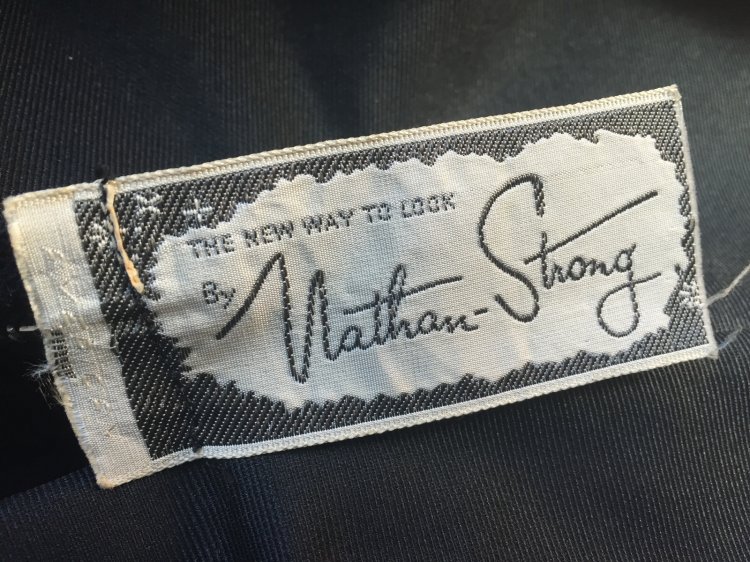 THE NEW WAY TO LOOK
By Nathan-Strong